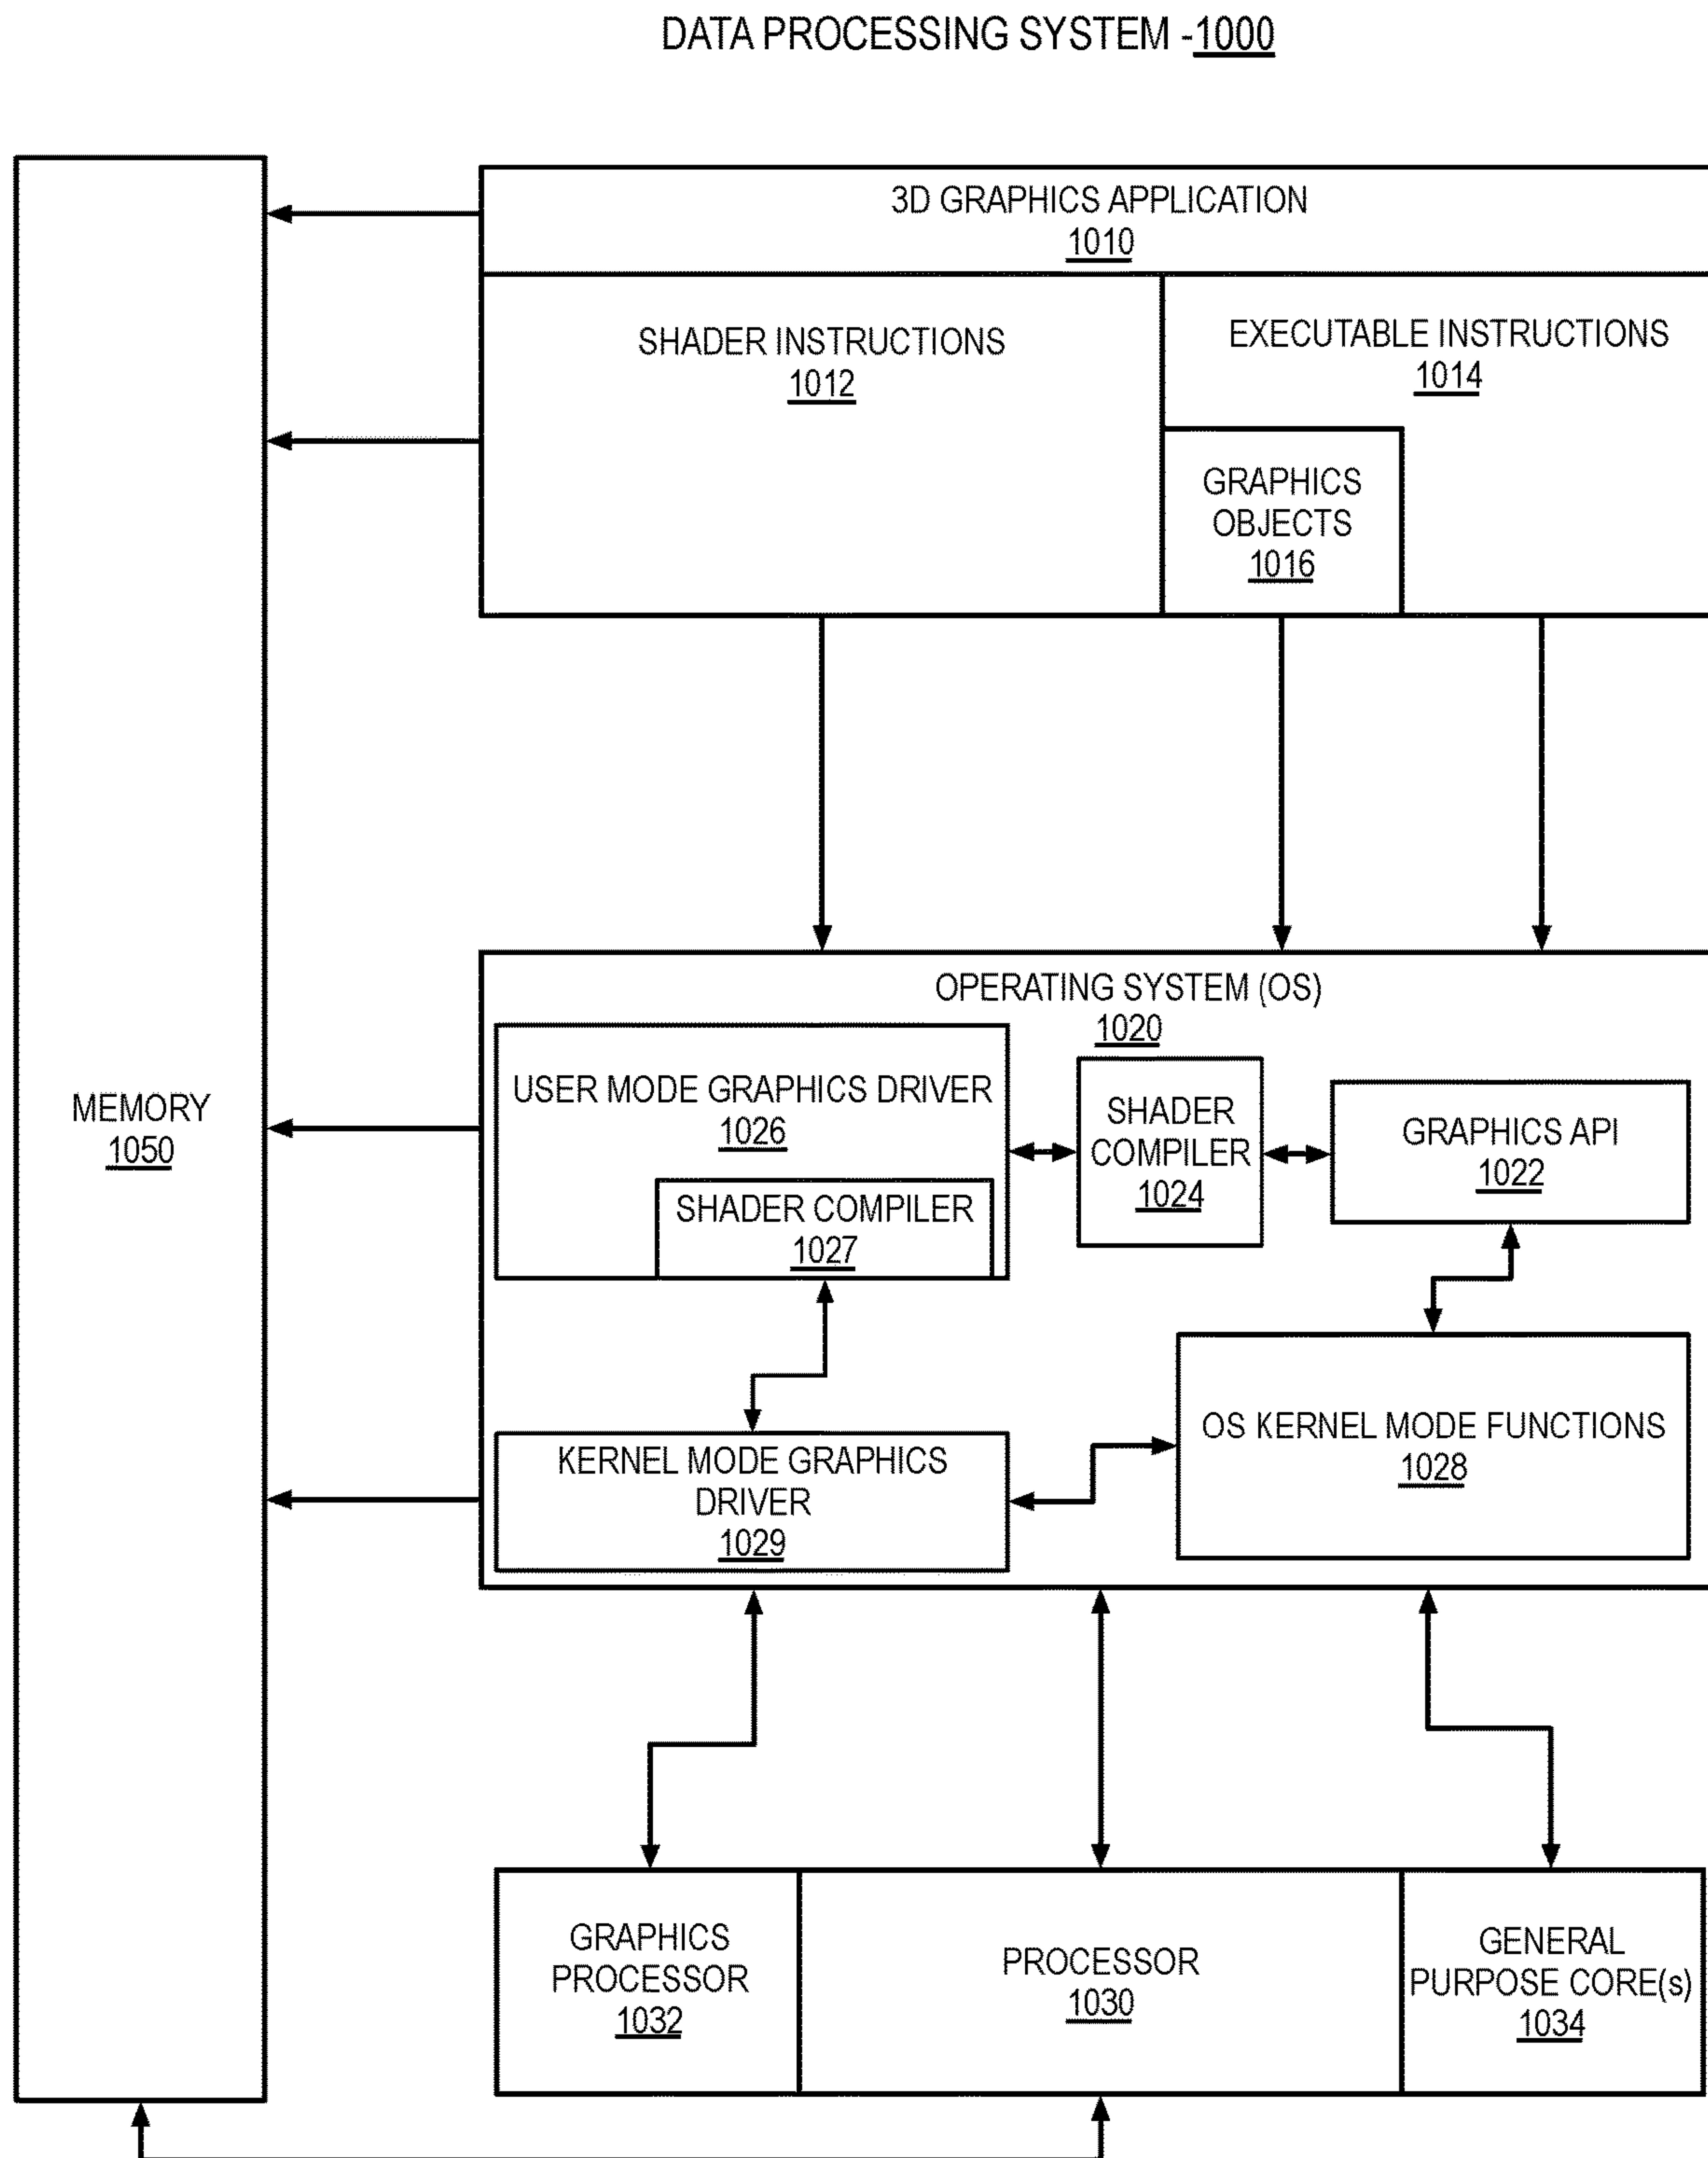 DATA PROCESSING SYSTEM -1000
3D GRAPHICS APPLICATION
1010
SHADER INSTRUCTIONS
1012
EXECUTABLE INSTRUCTIONS
1014
GRAPHICS
OBJECTS
1016
OPERATING SYSTEM (OS)
1020
USER MODE GRAPHICS DRIVER
1026
SHADER COMPILER
1027
SHADER
COMPILER
1024
GRAPHICS API
1022
MEMORY
1050
KERNEL MODE GRAPHICS
DRIVER
1029
OS KERNEL MODE FUNCTIONS
1028
GRAPHICS
PROCESSOR
1032
PROCESSOR
1030
GENERAL
PURPOSE CORE(s)
1034